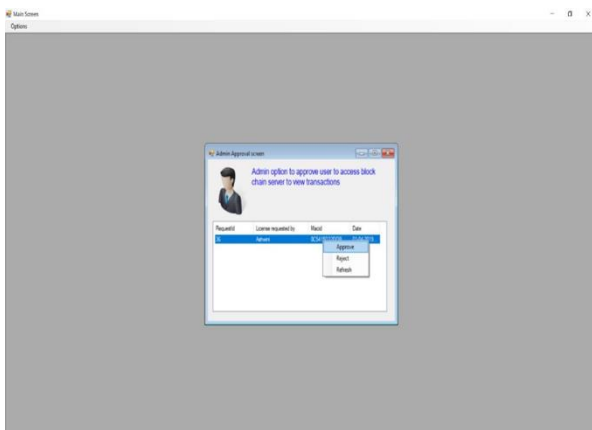 Main Screen
Options
Admin Approval screen
Admin option to approve user to access block
chain server to view transactions
RequestId License requested by MacId Date
Approve
Reject
Refresh